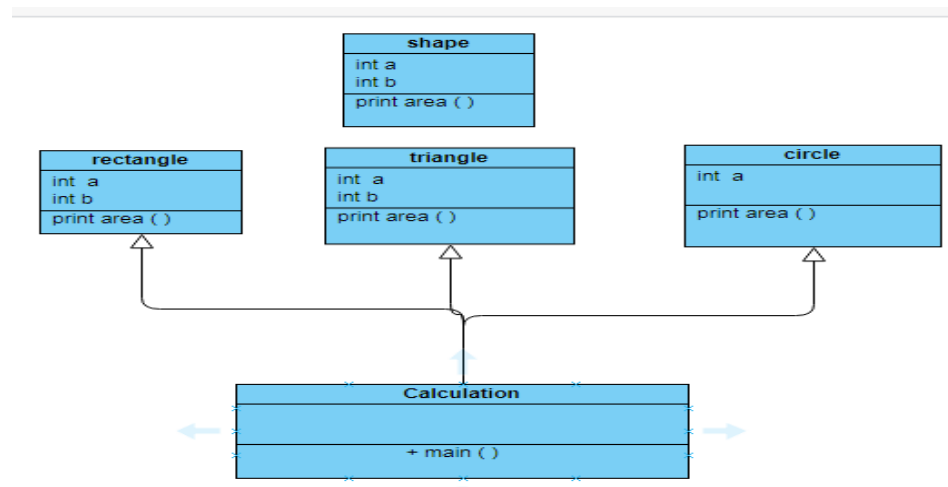 shape
int a
int b
print area ( )
rectangle
int  a
int b
print area ( )
triangle
int  a
int b
print area ( )
circle
int  a
print area ( )
Calculation
+ main ( )